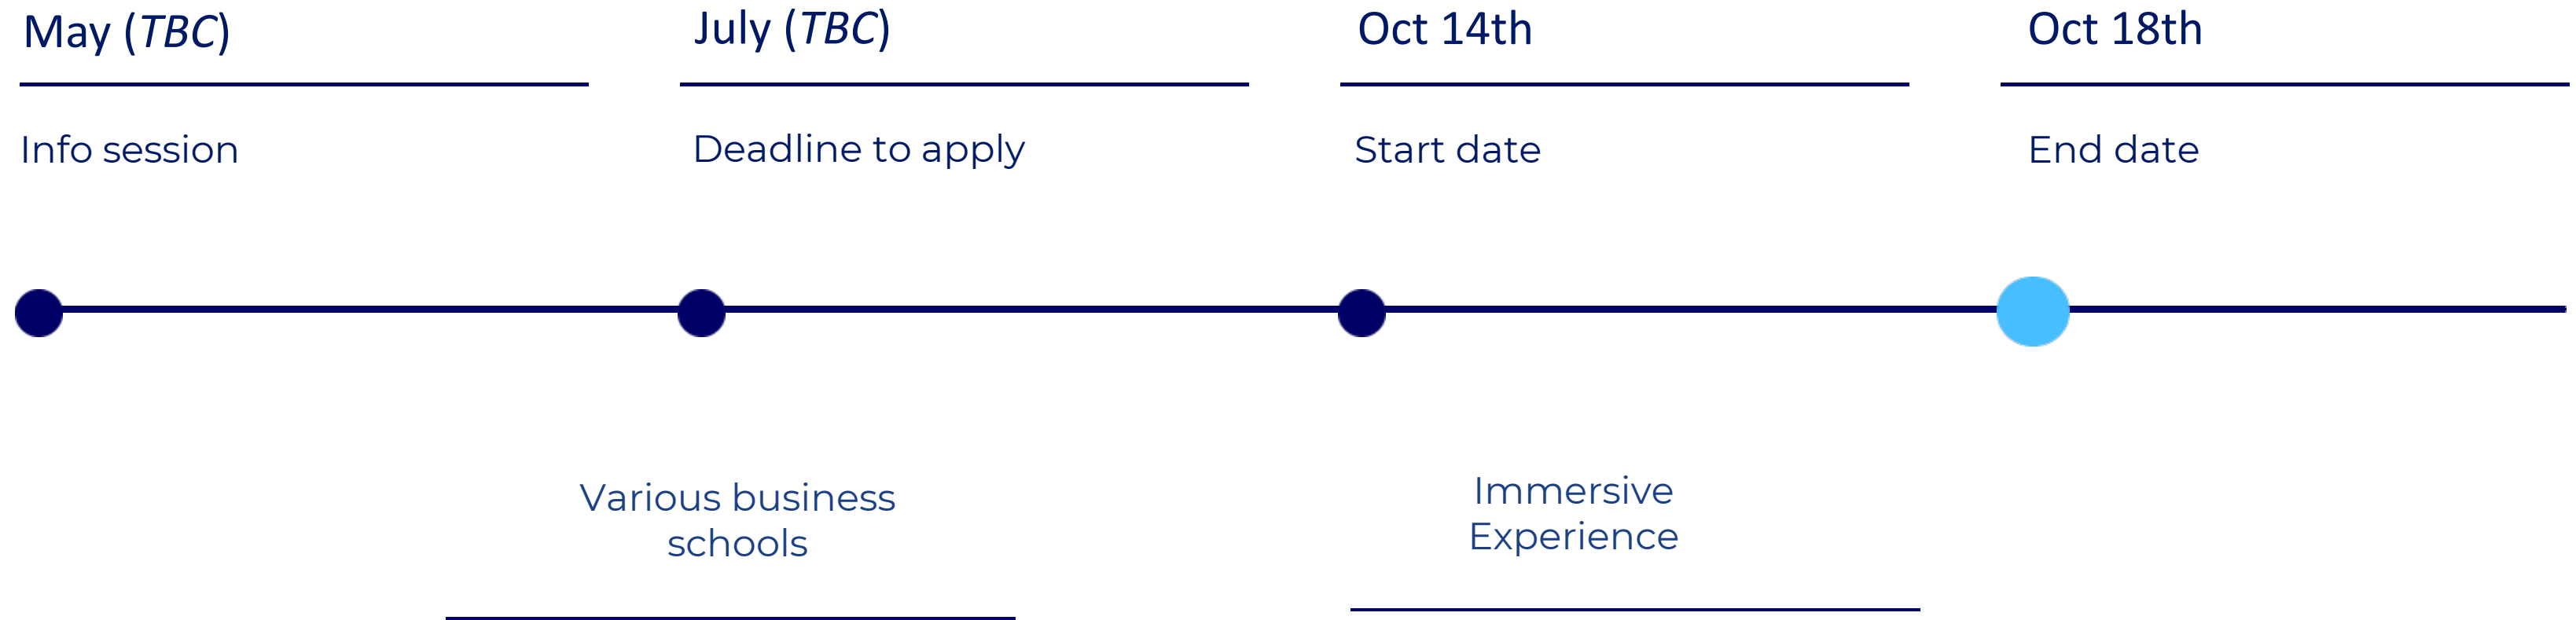 May (TBC)
July (TBC)
Oct 14th
Oct 18th
Info session
Deadline to apply
Start date
End date
Various business
schools
Immersive
Experience